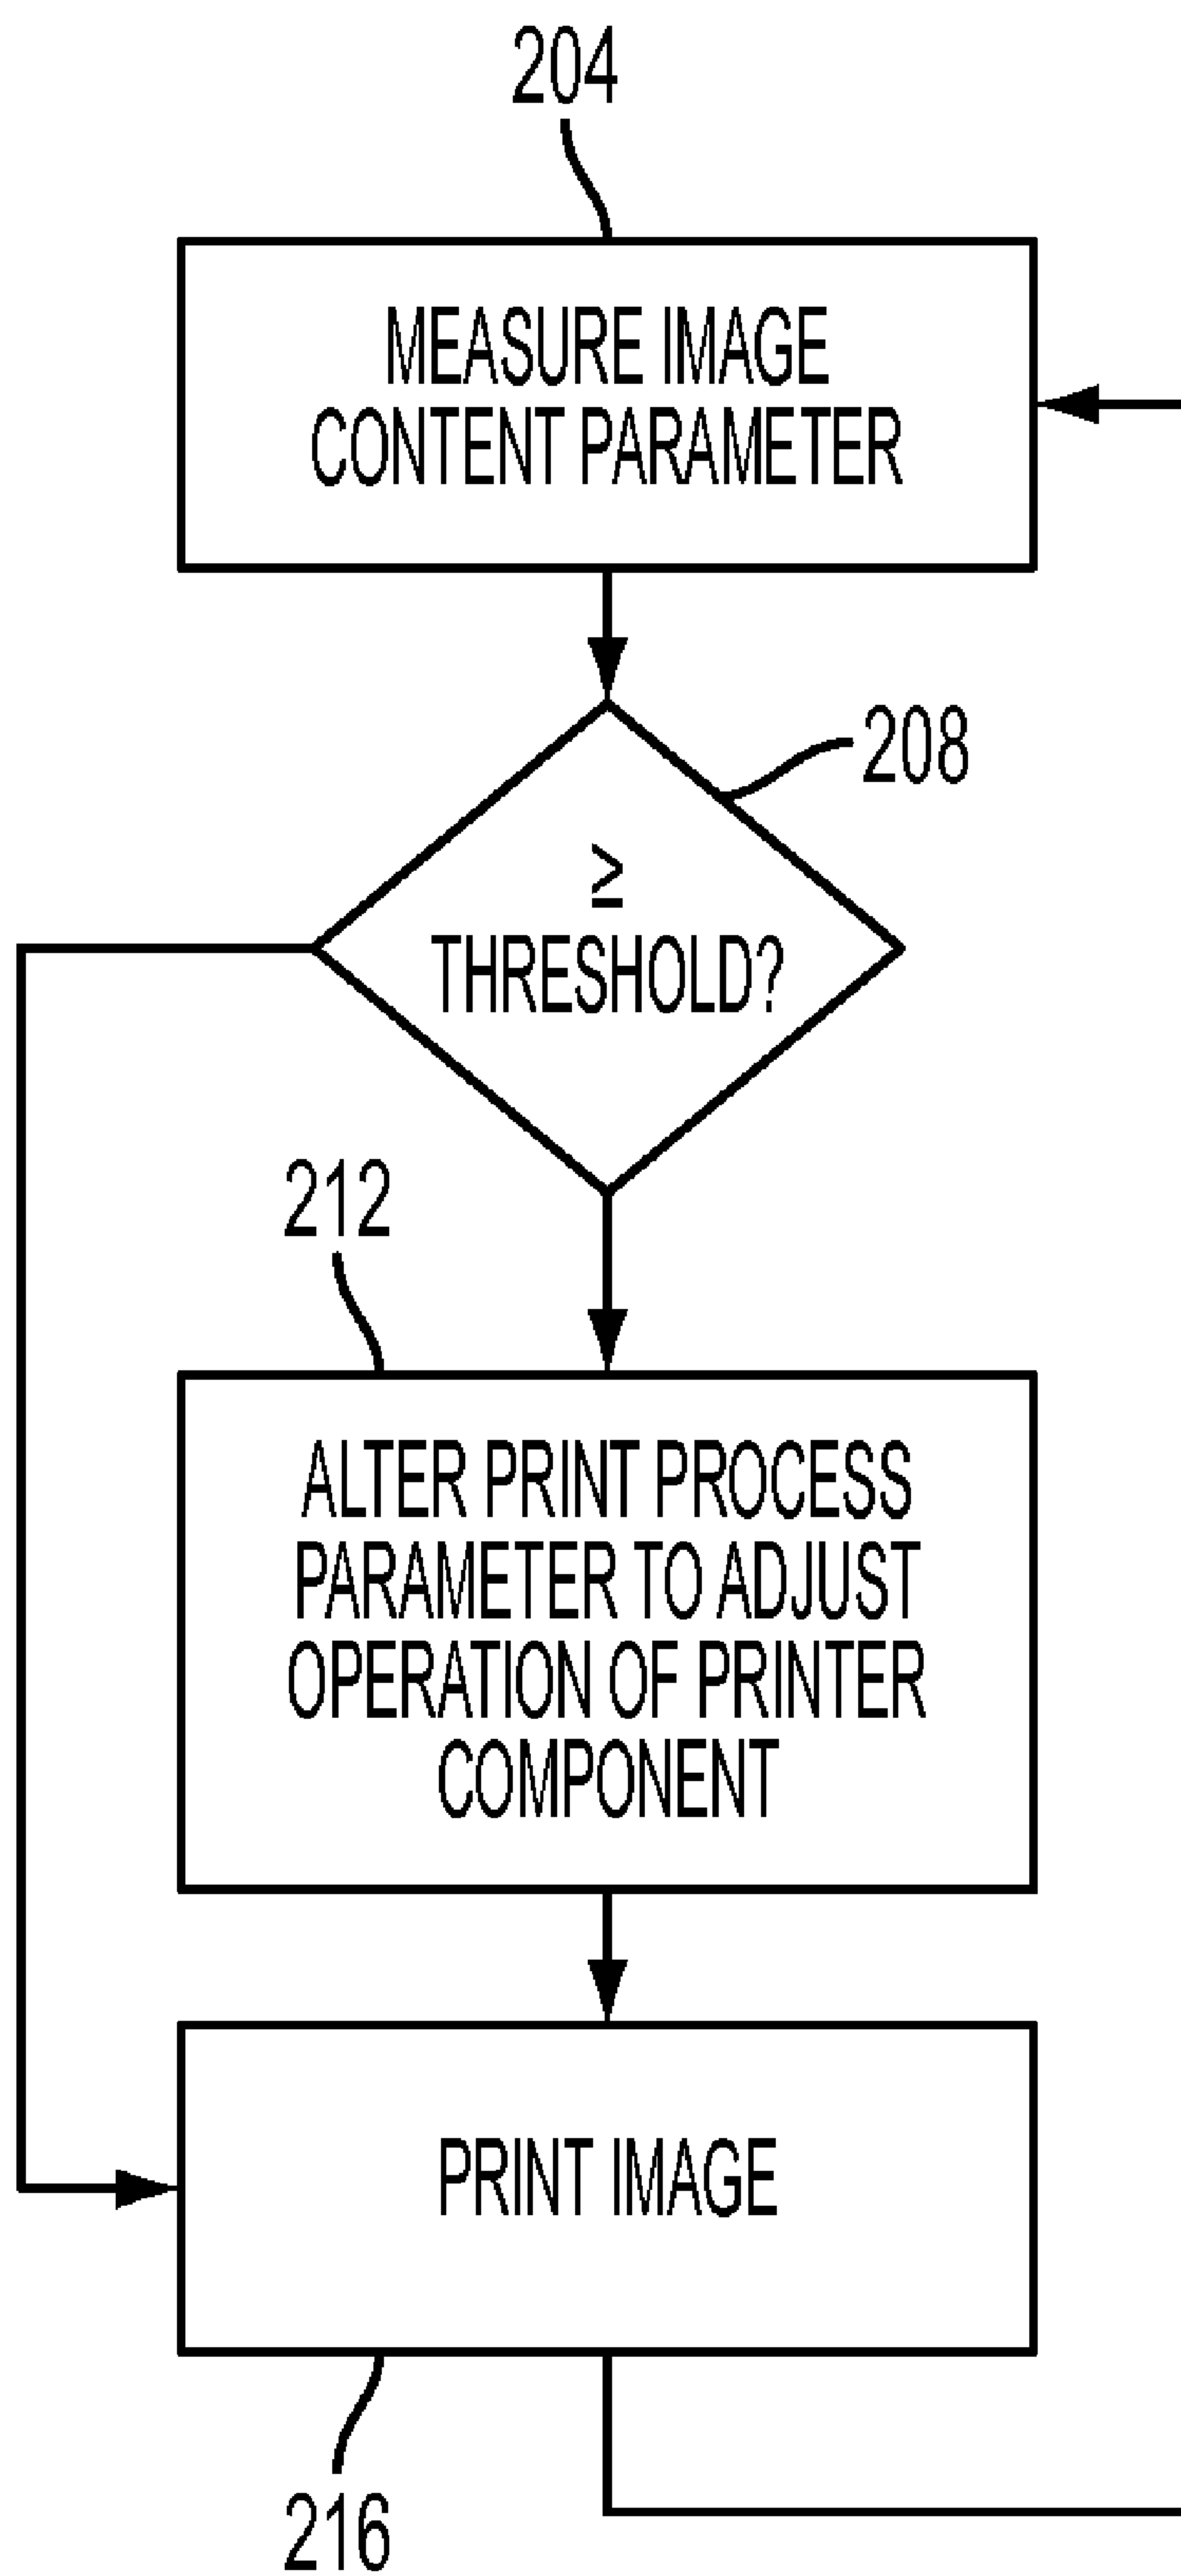 204
MEASURE IMAGE
CONTENT PARAMETER
208
≥
THRESHOLD?
212
ALTER PRINT PROCESS
PARAMETER TO ADJUST
OPERATION OF PRINTER
COMPONENT
PRINT IMAGE
216